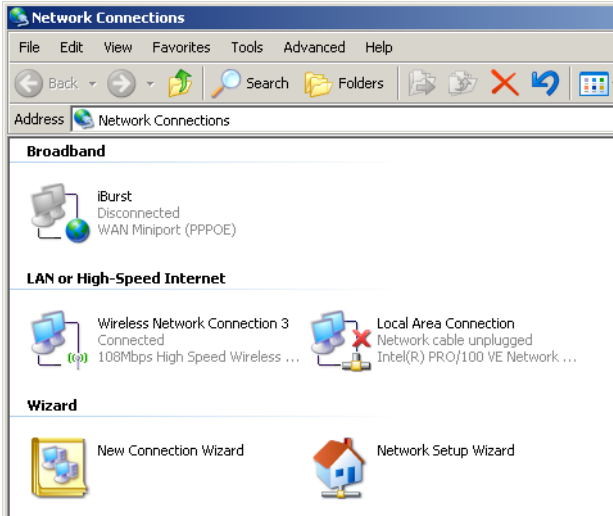 Network Connections
File Edit View Favorites Tools Advanced Help
Back Search Folders
Address Network Connections
Broadband
iBurst
Disconnected
WAN Miniport (PPPOE)
LAN or High-Speed Internet
Wireless Network Connection 3
Connected
108Mbps High Speed Wireless ...
Local Area Connection
Network cable unplugged
Intel(R) PRO/100 VE Network ...
Wizard
New Connection Wizard
Network Setup Wizard